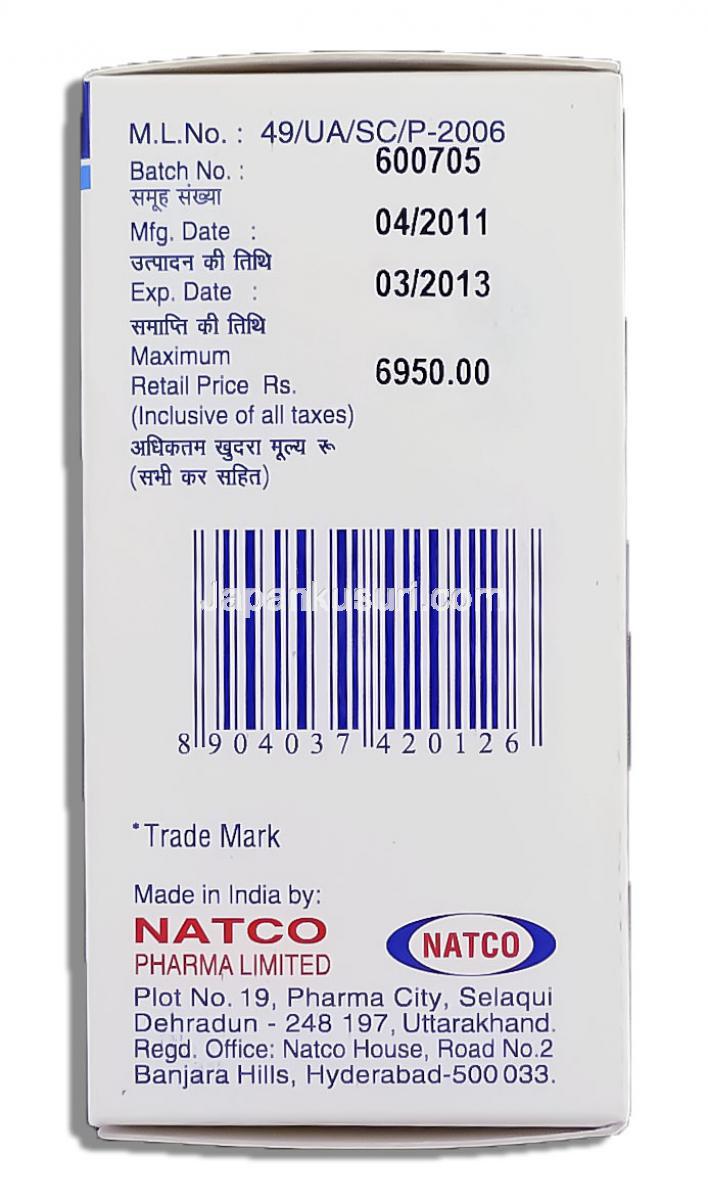 M.L.No. : 49/UA/SC/P-2006
Batch No. : 600705
समूह संख्या
Mfg. Date : 04/2011
उत्पादन की तिथि
Exp. Date : 03/2013
समाप्ति की तिथि
Maximum
Retail Price Rs. 6950.00
(Inclusive of all taxes)
अधिकतम खुदरा मूल्य रू
(सभी कर सहित)
Japankusuri.com
8 904037 420126
*Trade Mark
Made in India by:
NATCO
PHARMA LIMITED
NATCO
Plot No. 19, Pharma City, Selaqui
Dehradun - 248 197, Uttarakhand.
Regd. Office: Natco House, Road No.2
Banjara Hills, Hyderabad-500 033.